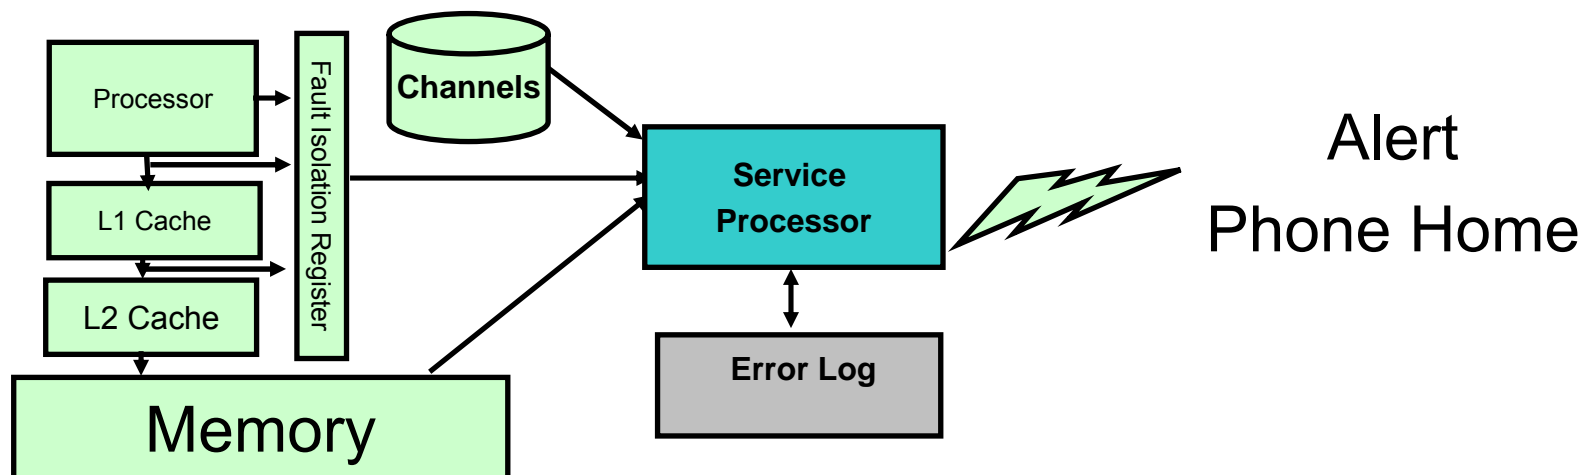 Processor
L1 Cache
L2 Cache
Memory
Fault Isolation Register
Channels
Service
Processor
Error Log
Alert
Phone Home